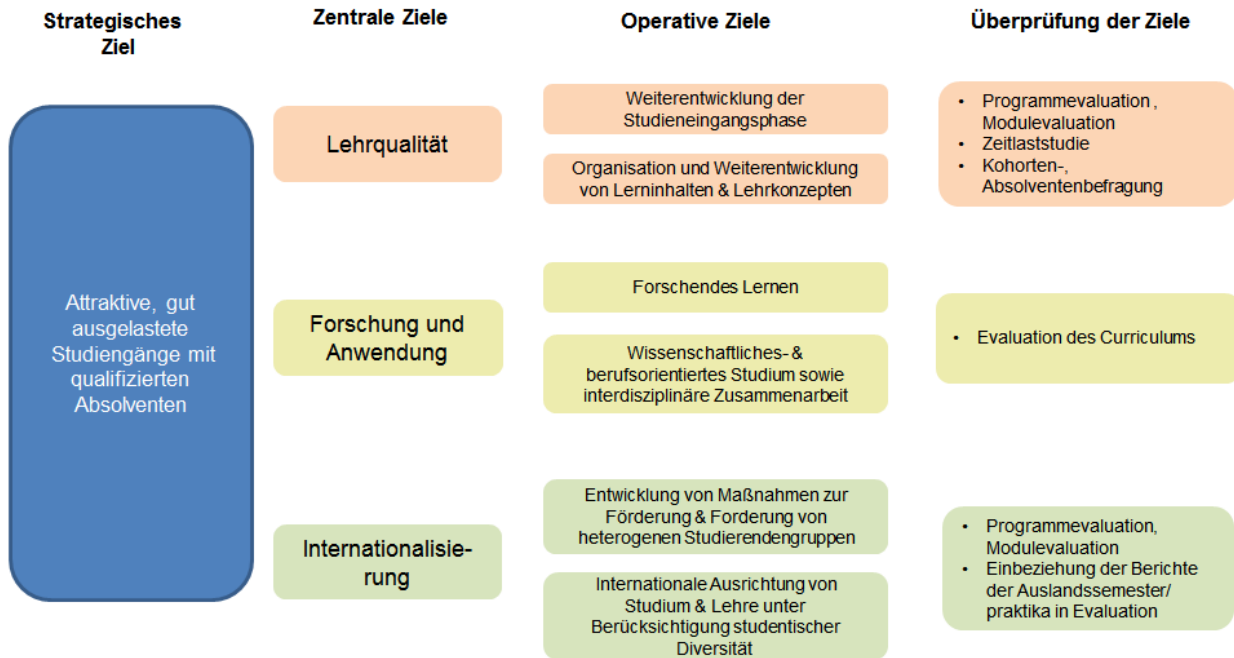 Strategisches
Ziel
Zentrale Ziele
Operative Ziele
Überprüfung der Ziele
Attraktive, gut
ausgelastete
Studiengänge mit
qualifizierten
Absolventen
Lehrqualität
Weiterentwicklung der
Studieneingangsphase
Organisation und Weiterentwicklung
von Lerninhalten & Lehrkonzepten
• Programmevaluation ,
Modulevaluation
• Zeitlaststudie
• Kohorten-,
Absolventenbefragung
Forschung und
Anwendung
Forschendes Lernen
Wissenschaftliches- &
berufsorientiertes Studium sowie
interdisziplinäre Zusammenarbeit
• Evaluation des Curriculums
Internationalisie-
rung
Entwicklung von Maßnahmen zur
Förderung & Forderung von
heterogenen Studierendengruppen
Internationale Ausrichtung von
Studium & Lehre unter
Berücksichtigung studentischer
Diversität
• Programmevaluation,
Modulevaluation
• Einbeziehung der Berichte
der Auslandssemester/
praktika in Evaluation